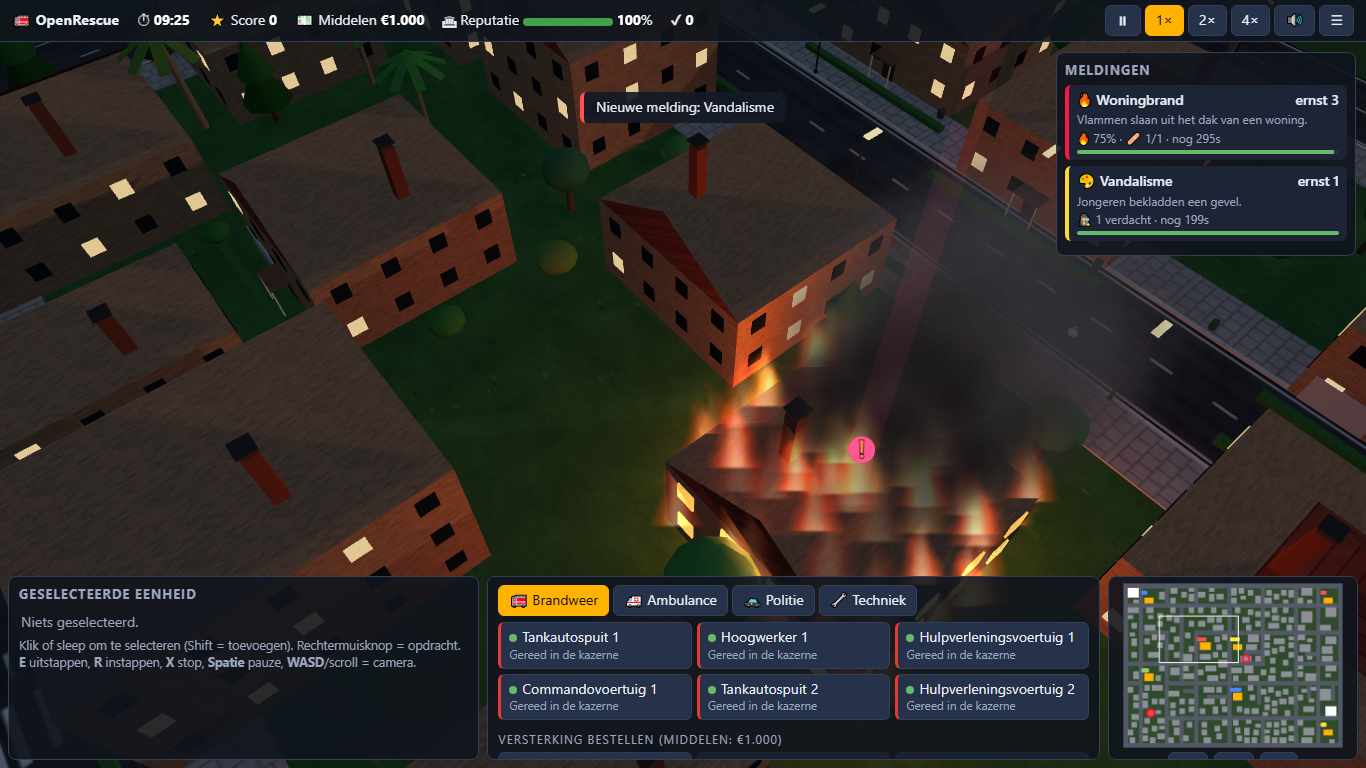 OpenRescue 09:25 Score 0 Middelen €1.000 Reputatie 100% ✓ 0
1× 2× 4×
MELDINGEN
Woningbrand ernst 3
Vlammen slaan uit het dak van een woning.
75% · 1/1 · nog 295s
Vandalisme ernst 1
Jongeren bekladden een gevel.
1 verdacht · nog 199s
Nieuwe melding: Vandalisme
GESELECTEERDE EENHEID
Niets geselecteerd.
Klik of sleep om te selecteren (Shift = toevoegen). Rechtermuisknop = opdracht.
E uitstappen, R instappen, X stop, Spatie pauze, WASD/scroll = camera.
Brandweer Ambulance Politie Techniek
Tankautospuit 1
Gereed in de kazerne
Hoogwerker 1
Gereed in de kazerne
Hulpverleningsvoertuig 1
Gereed in de kazerne
Commandovoertuig 1
Gereed in de kazerne
Tankautospuit 2
Gereed in de kazerne
Hulpverleningsvoertuig 2
Gereed in de kazerne
VERSTERKING BESTELLEN (MIDDELEN: €1.000)